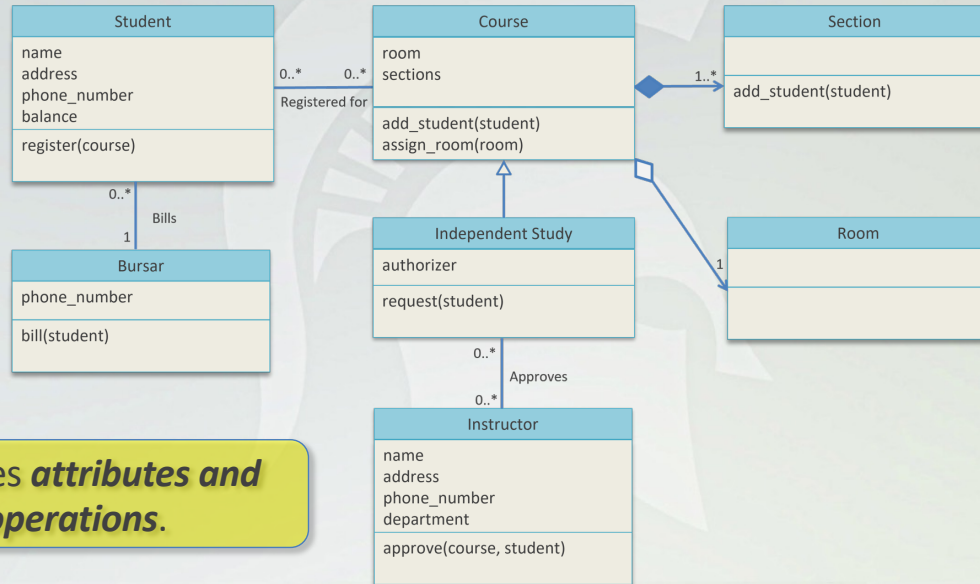 Student
name
address
phone_number
balance
register(course)
0..*
0..*
Registered for
Course
room
sections
add_student(student)
assign_room(room)
1..*
Section
add_student(student)
0..*
Bills
1
Bursar
phone_number
bill(student)
Independent Study
authorizer
request(student)
1
Room
0..*
Approves
0..*
Instructor
name
address
phone_number
department
approve(course, student)
es attributes and
operations.